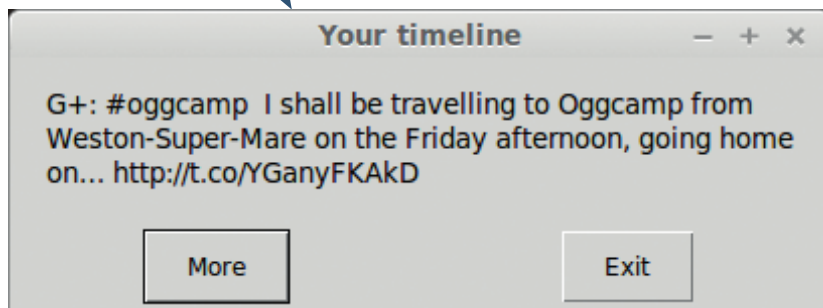 Your timeline
G+: #oggcamp  I shall be travelling to Oggcamp from
Weston-Super-Mare on the Friday afternoon, going home
on... http://t.co/YGanyFKAkD
More Exit